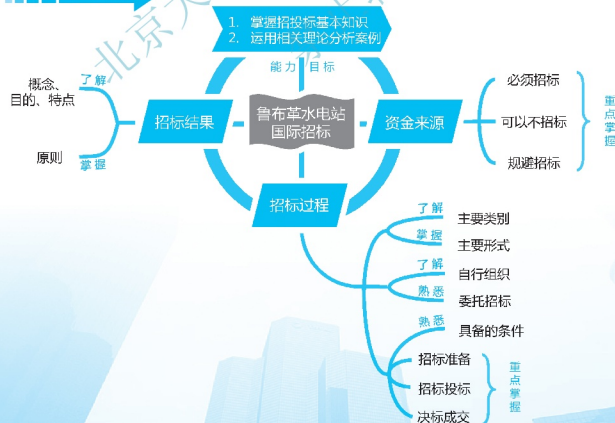 北京
1. 掌握招投标基本知识
2. 运用相关理论分析案例
能力目标
概念、
目的、特点
了解
原则
掌握
招标结果
鲁布革水电站
国际招标
资金来源
必须招标
可以不招标
规避招标
重点掌握
招标过程
了解
主要类别
掌握
主要形式
了解
自行组织
熟悉
委托招标
熟悉
具备的条件
招标准备
招标投标
决标成交
重点掌握